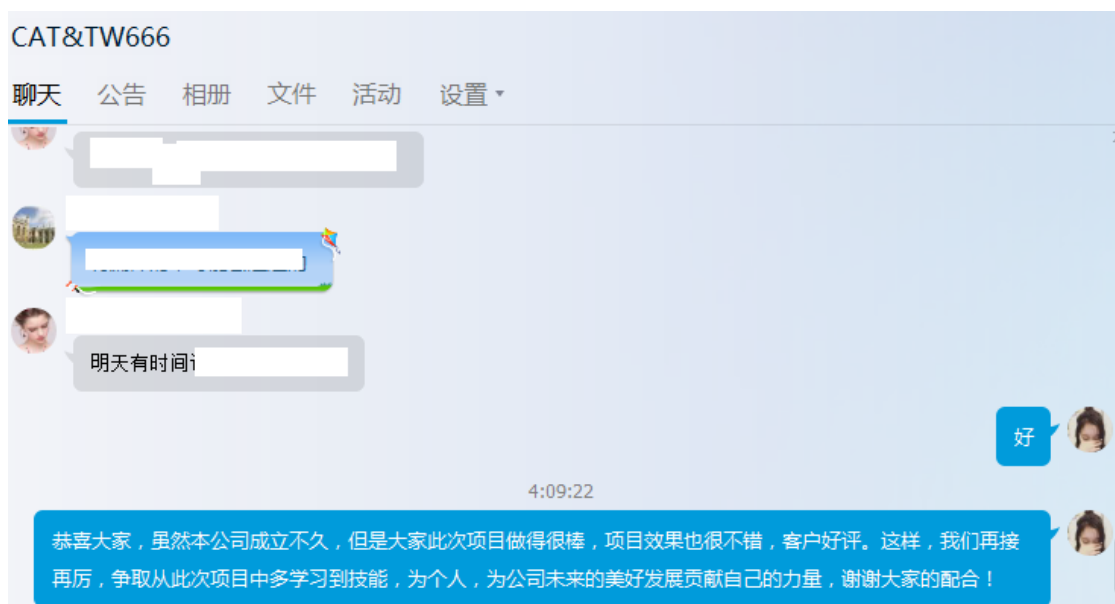 CAT&TW666
聊天 公告 相册 文件 活动 设置
明天有时间
好
4:09:22
恭喜大家，虽然本公司成立不久，但是大家此次项目做得很棒，项目效果也很不错，客户好评。这样，我们再接
再厉，争取从此次项目中多学习到技能，为个人，为公司未来的美好发展贡献自己的力量，谢谢大家的配合！